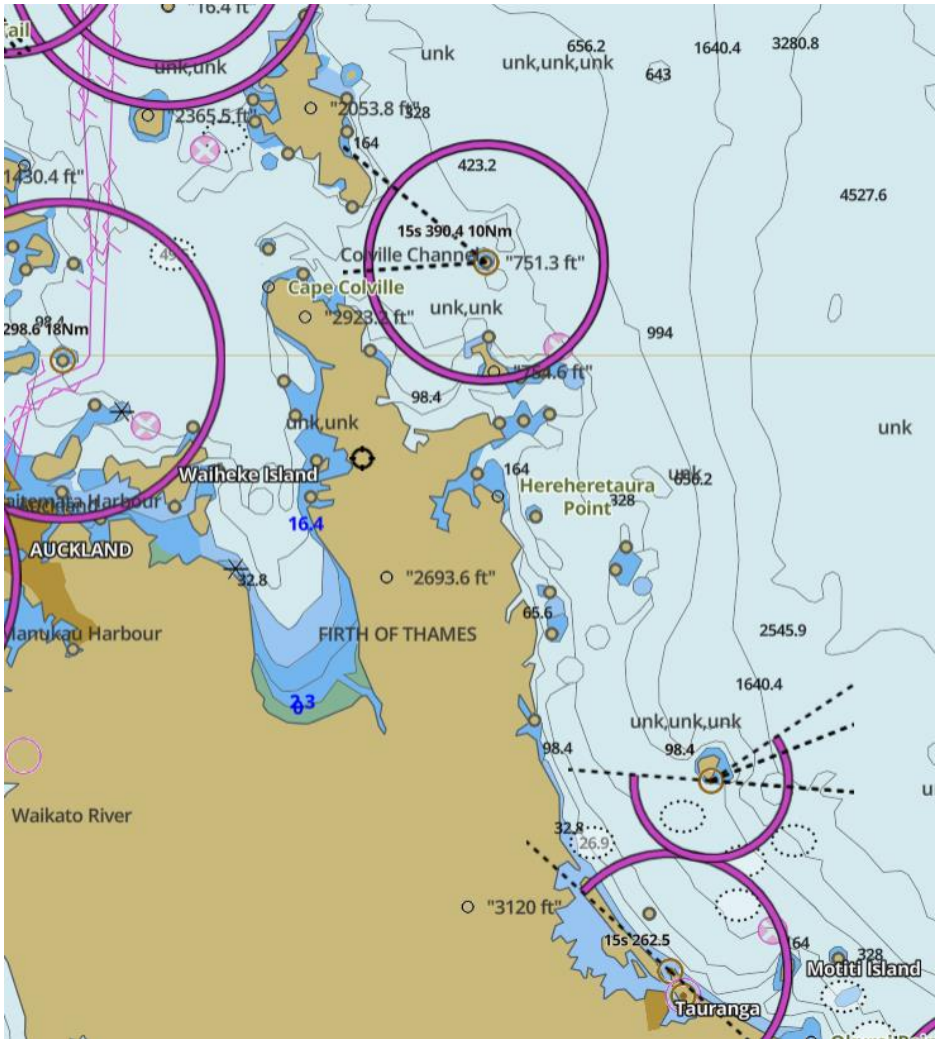 "16.4 ft"
656.2
1640.4
3280.8
unk
unk,unk
unk,unk,unk
643
"2365.5 ft"
"2053.8 ft"
328
164
423.2
1430.4 ft"
4527.6
15s 390.4 10Nm
Colville Channel
"751.3 ft"
Cape Colville
unk,unk
"2923.2 ft"
98.4
298.6 18Nm
994
"754.6 ft"
98.4
unk,unk
unk
Waiheke Island
164
unk
656.2
Hereheretaura
Point
328
16.4
AUCKLAND
32.8
"2693.6 ft"
65.6
Manukau Harbour
FIRTH OF THAMES
2545.9
1640.4
2.3
unk,unk,unk
98.4
98.4
Waikato River
32.8
26.9
"3120 ft"
15s 262.5
164
328
Motiti Island
Tauranga